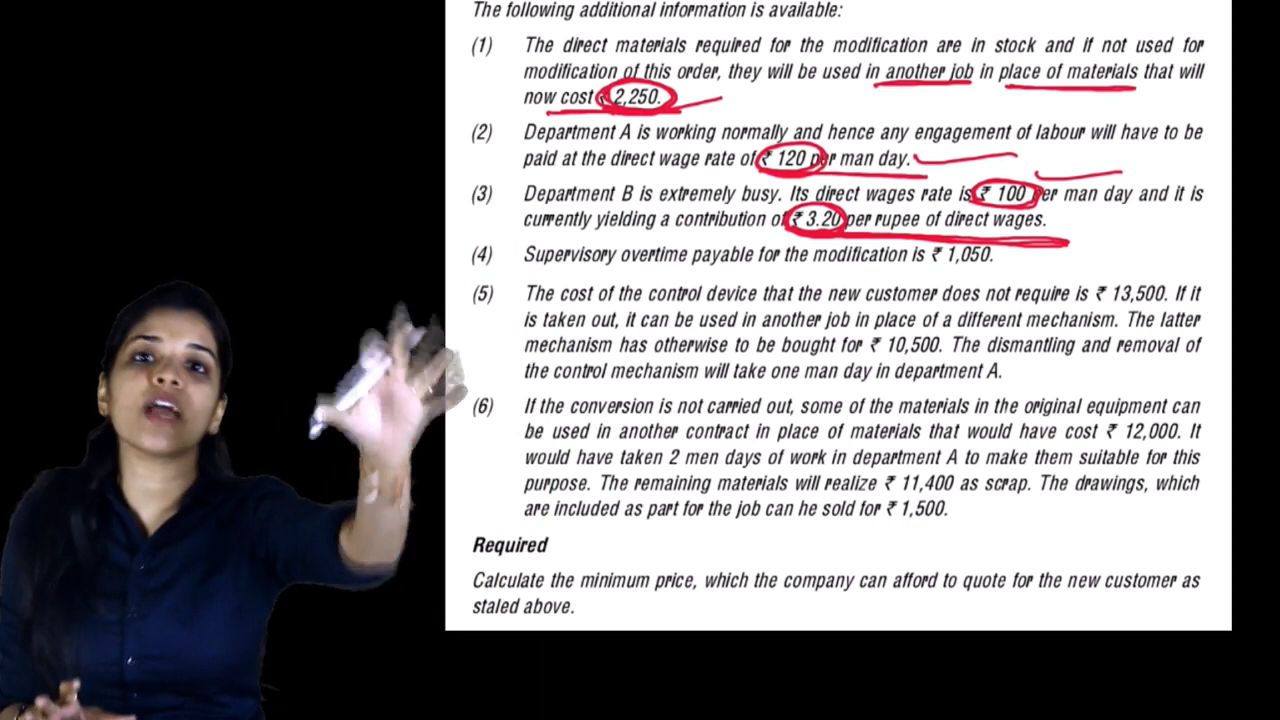 The following additional information is available:
(1) The direct materials required for the modification are in stock and if not used for
modification of this order, they will be used in another job in place of materials that will
now cost ₹ 2,250.
(2) Department A is working normally and hence any engagement of labour will have to be
paid at the direct wage rate of ₹ 120 per man day.
(3) Department B is extremely busy. Its direct wages rate is ₹ 100 per man day and it is
currently yielding a contribution of ₹ 3.20 per rupee of direct wages.
(4) Supervisory overtime payable for the modification is ₹ 1,050.
(5) The cost of the control device that the new customer does not require is ₹ 13,500. If it
is taken out, it can be used in another job in place of a different mechanism. The latter
mechanism has otherwise to be bought for ₹ 10,500. The dismantling and removal of
the control mechanism will take one man day in department A.
(6) If the conversion is not carried out, some of the materials in the original equipment can
be used in another contract in place of materials that would have cost ₹ 12,000. It
would have taken 2 men days of work in department A to make them suitable for this
purpose. The remaining materials will realize ₹ 11,400 as scrap. The drawings, which
are included as part for the job can he sold for ₹ 1,500.
Required
Calculate the minimum price, which the company can afford to quote for the new customer as
staled above.